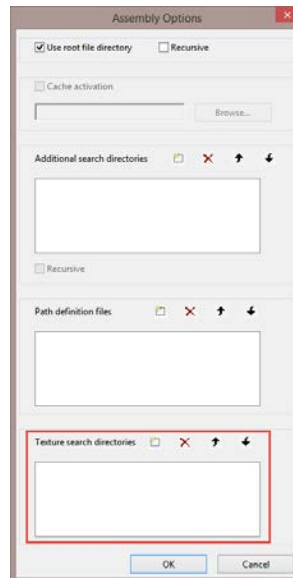 Assembly Options
Use root file directory Recursive
Cache activation
Browse...
Additional search directories
Recursive
Path definition files
Texture search directories
OK Cancel